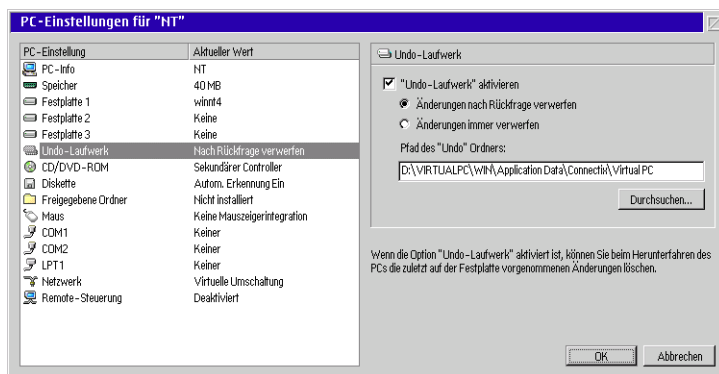 PC-Einstellungen für "NT"
PC-Einstellung Aktueller Wert
PC-Info NT
Speicher 40 MB
Festplatte 1 winnt4
Festplatte 2 Keine
Festplatte 3 Keine
Undo-Laufwerk Nach Rückfrage verwerfen
CD/DVD-ROM Sekundärer Controller
Diskette Autom. Erkennung Ein
Freigegebene Ordner Nicht installiert
Maus Keine Mauszeigerintegration
COM1 Keiner
COM2 Keiner
LPT1 Keiner
Netzwerk Virtuelle Umschaltung
Remote-Steuerung Deaktiviert
Undo-Laufwerk
"Undo-Laufwerk" aktivieren
Änderungen nach Rückfrage verwerfen
Änderungen immer verwerfen
Pfad des "Undo" Ordners:
D:\VIRTUALPC\WIN\Application Data\Connectix\Virtual PC
Durchsuchen...
Wenn die Option "Undo-Laufwerk" aktiviert ist, können Sie beim Herunterfahren des
PCs die zuletzt auf der Festplatte vorgenommenen Änderungen löschen.
OK Abbrechen